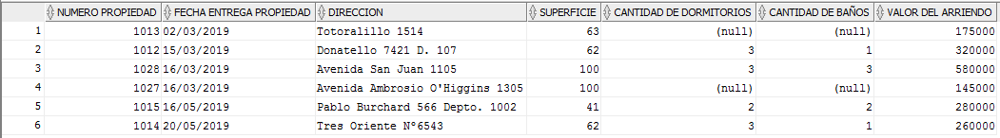 NUMERO PROPIEDAD FECHA ENTREGA PROPIEDAD DIRECCION SUPERFICIE CANTIDAD DE DORMITORIOS CANTIDAD DE BAÑOS VALOR DEL ARRIENDO
1 1013 02/03/2019 Totoralillo 1514 63 (null) (null) 175000
2 1012 15/03/2019 Donatello 7421 D. 107 62 3 1 320000
3 1028 16/03/2019 Avenida San Juan 1105 100 3 3 580000
4 1027 16/03/2019 Avenida Ambrosio O'Higgins 1305 100 (null) (null) 145000
5 1015 16/05/2019 Pablo Burchard 566 Depto. 1002 41 2 2 280000
6 1014 20/05/2019 Tres Oriente N°6543 62 3 1 260000